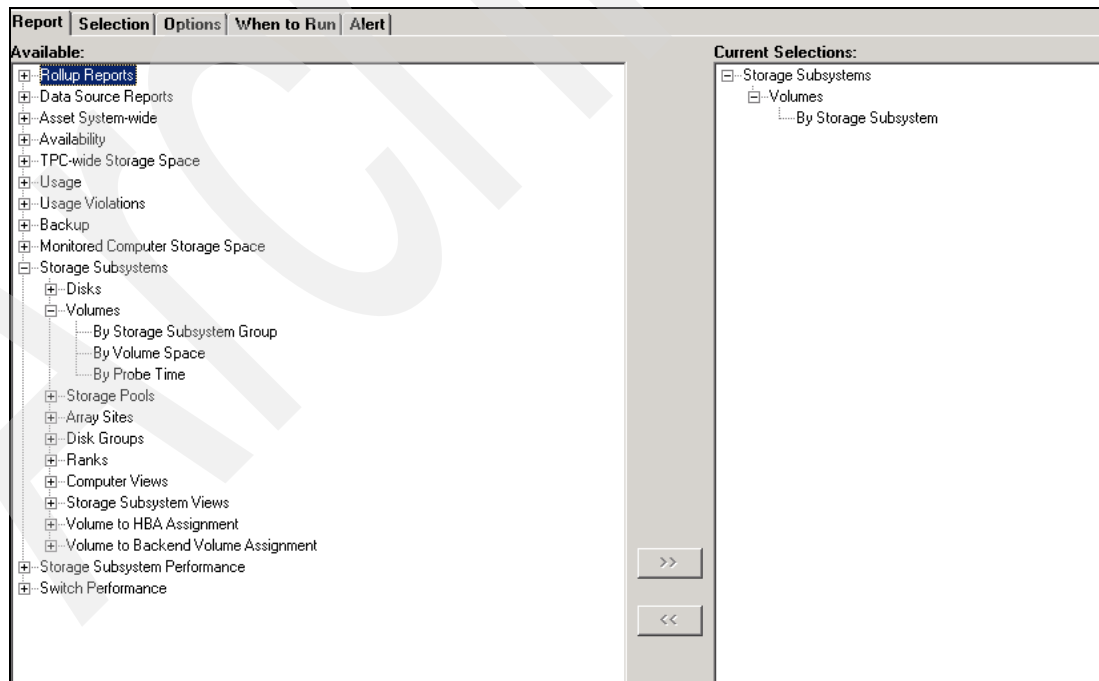 Report Selection Options When to Run Alert
Available:
Rollup Reports
Data Source Reports
Asset System-wide
Availability
TPC-wide Storage Space
Usage
Usage Violations
Backup
Monitored Computer Storage Space
Storage Subsystems
Disks
Volumes
By Storage Subsystem Group
By Volume Space
By Probe Time
Storage Pools
Array Sites
Disk Groups
Ranks
Computer Views
Storage Subsystem Views
Volume to HBA Assignment
Volume to Backend Volume Assignment
Storage Subsystem Performance
Switch Performance
>>
<<
Current Selections:
Storage Subsystems
Volumes
By Storage Subsystem